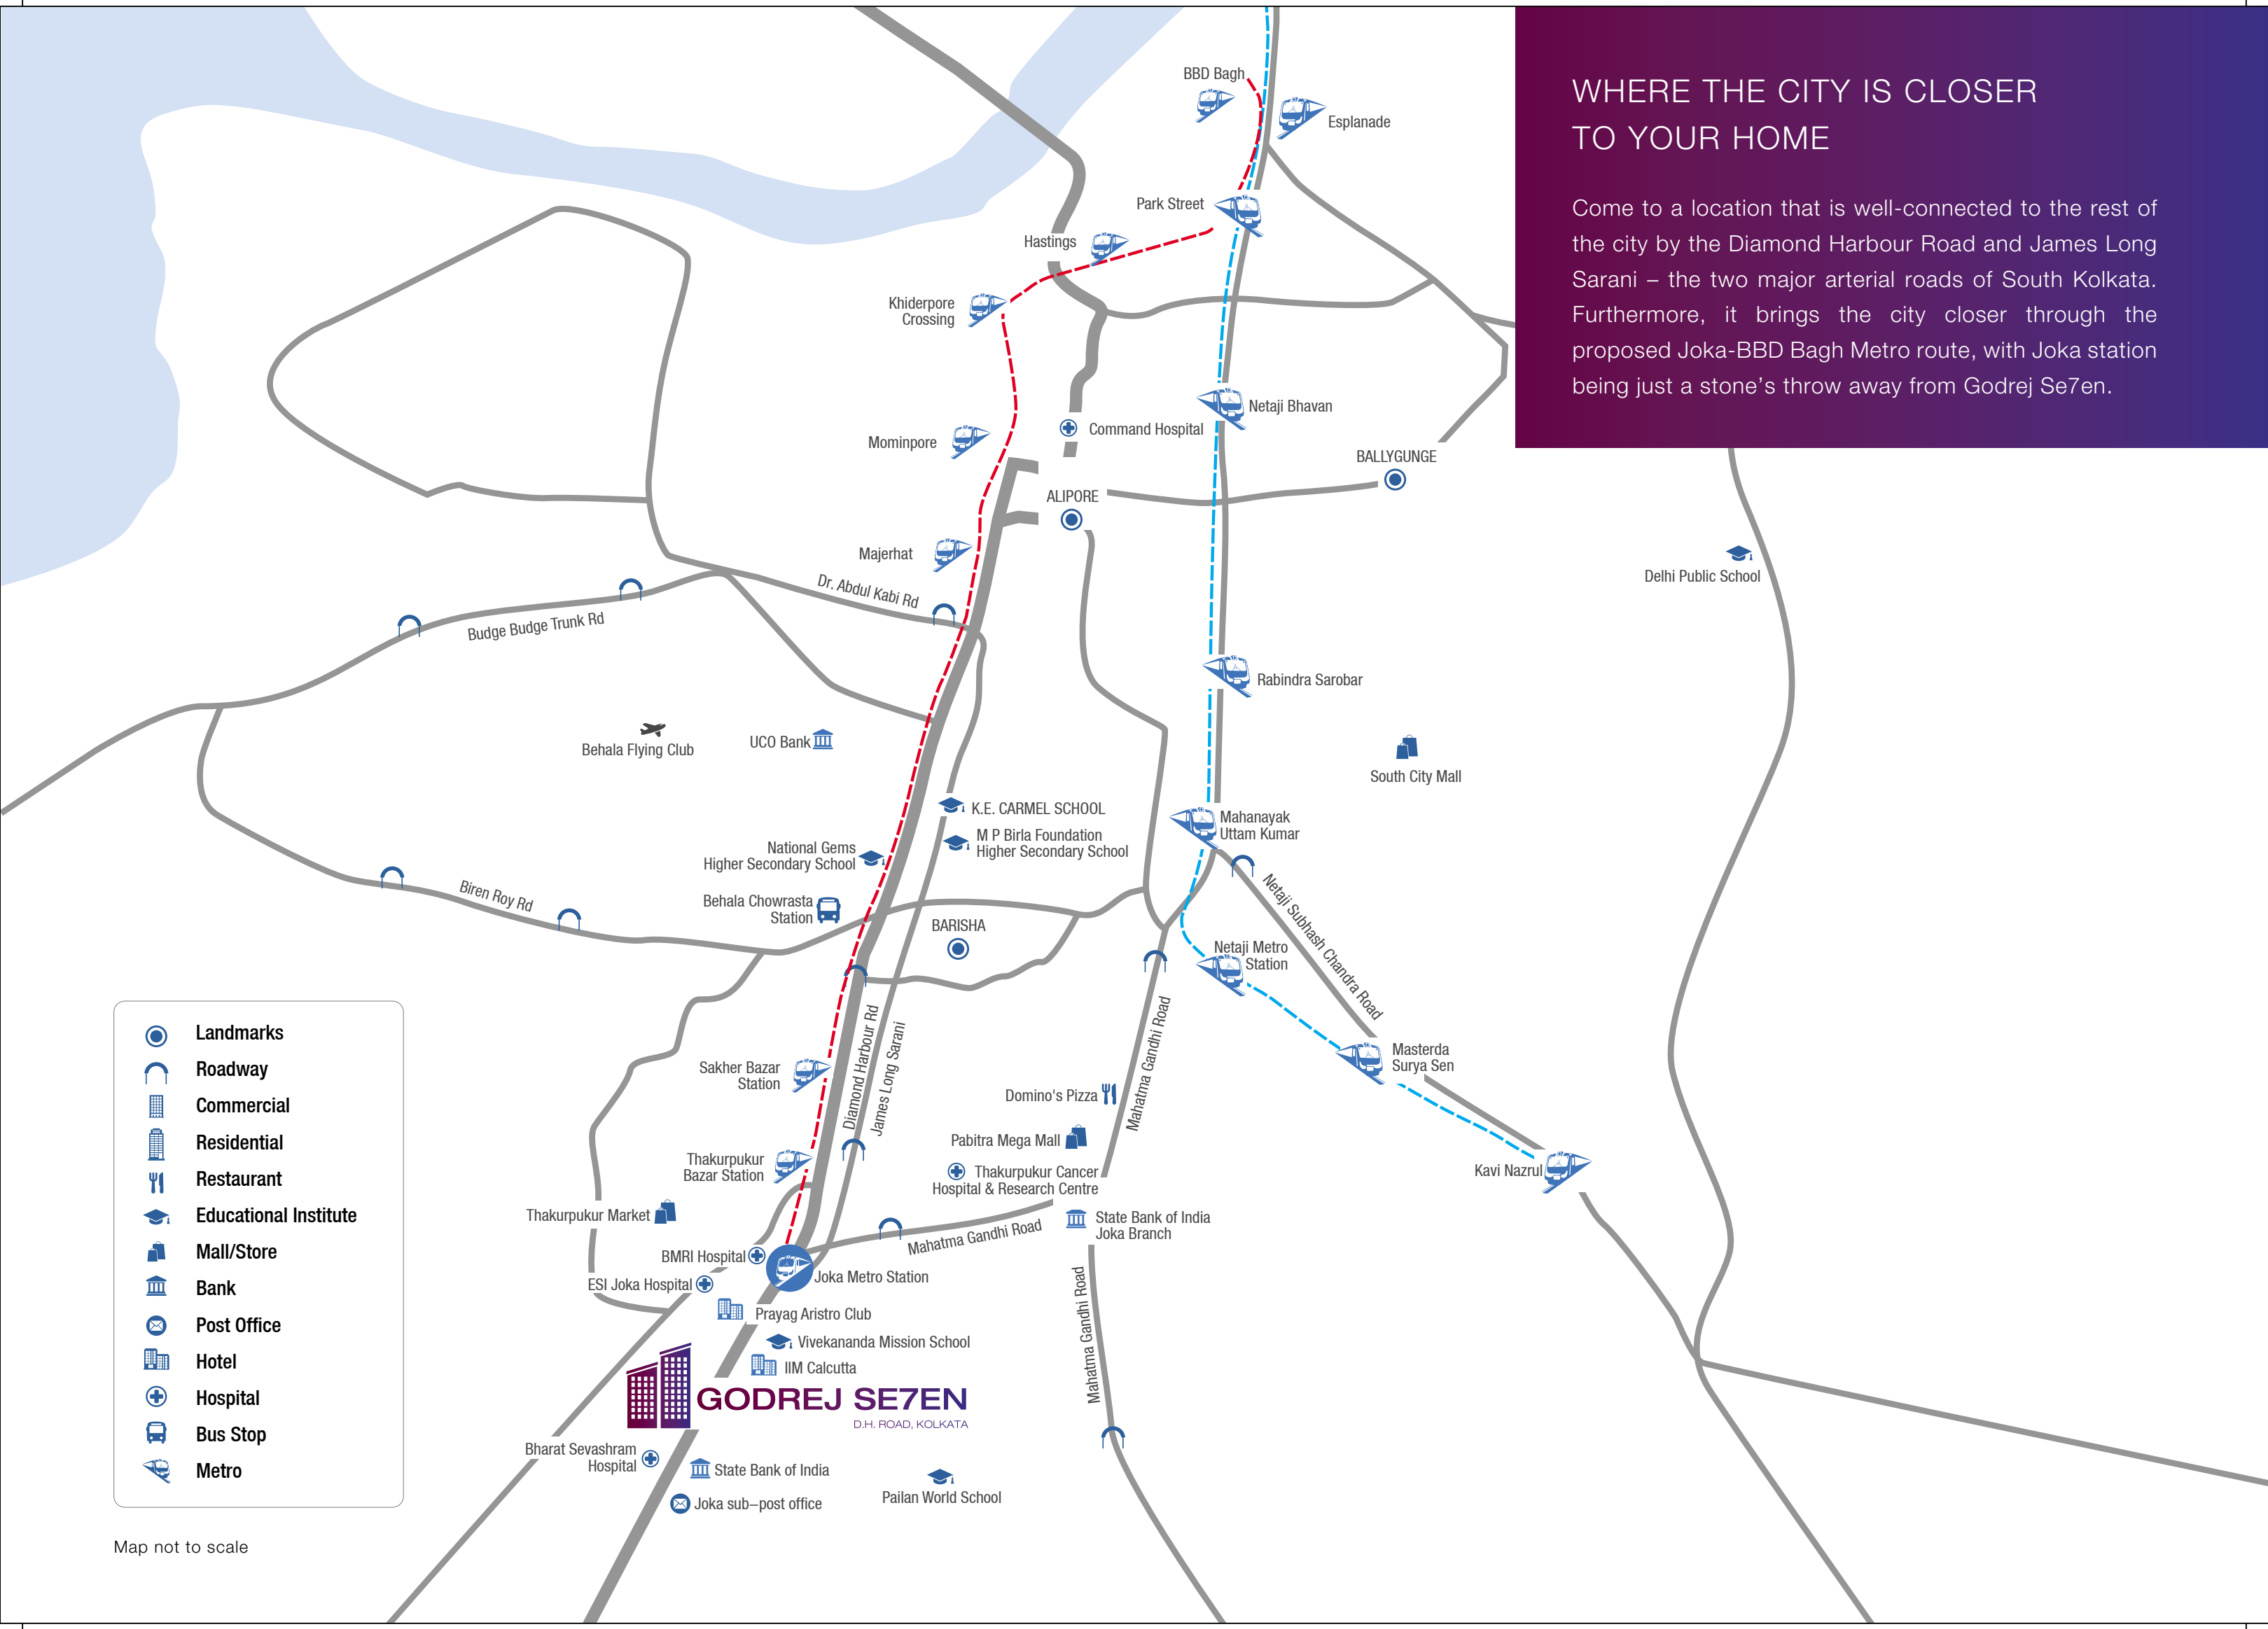 WHERE THE CITY IS CLOSER
TO YOUR HOME
Come to a location that is well-connected to the rest of
the city by the Diamond Harbour Road and James Long
Sarani – the two major arterial roads of South Kolkata.
Furthermore, it brings the city closer through the
proposed Joka-BBD Bagh Metro route, with Joka station
being just a stone’s throw away from Godrej Se7en.
BBD Bagh
Esplanade
Park Street
Hastings
Khiderpore
Crossing
Netaji Bhavan
Command Hospital
Mominpore
BALLYGUNGE
ALIPORE
Majerhat
Delhi Public School
Dr. Abdul Kabi Rd
Budge Budge Trunk Rd
Rabindra Sarobar
Behala Flying Club
UCO Bank
South City Mall
K.E. CARMEL SCHOOL
Mahanayak
Uttam Kumar
M P Birla Foundation
Higher Secondary School
National Gems
Higher Secondary School
Biren Roy Rd
Behala Chowrasta
Station
BARISHA
Netaji Subhash Chandra Road
Netaji Metro
Station
Diamond Harbour Rd
James Long Sarani
Mahatma Gandhi Road
Sakher Bazar
Station
Masterda
Surya Sen
Domino's Pizza
Pabitra Mega Mall
Thakurpukur
Bazar Station
Thakurpukur Cancer
Hospital & Research Centre
Kavi Nazrul
Thakurpukur Market
State Bank of India
Joka Branch
Mahatma Gandhi Road
BMRI Hospital
Joka Metro Station
ESI Joka Hospital
Prayag Aristro Club
Mahatma Gandhi Road
Vivekananda Mission School
IIM Calcutta
GODREJ SE7EN
D.H. ROAD, KOLKATA
Bharat Sevashram
Hospital
State Bank of India
Joka sub–post office
Pailan World School
Landmarks
Roadway
Commercial
Residential
Restaurant
Educational Institute
Mall/Store
Bank
Post Office
Hotel
Hospital
Bus Stop
Metro
Map not to scale